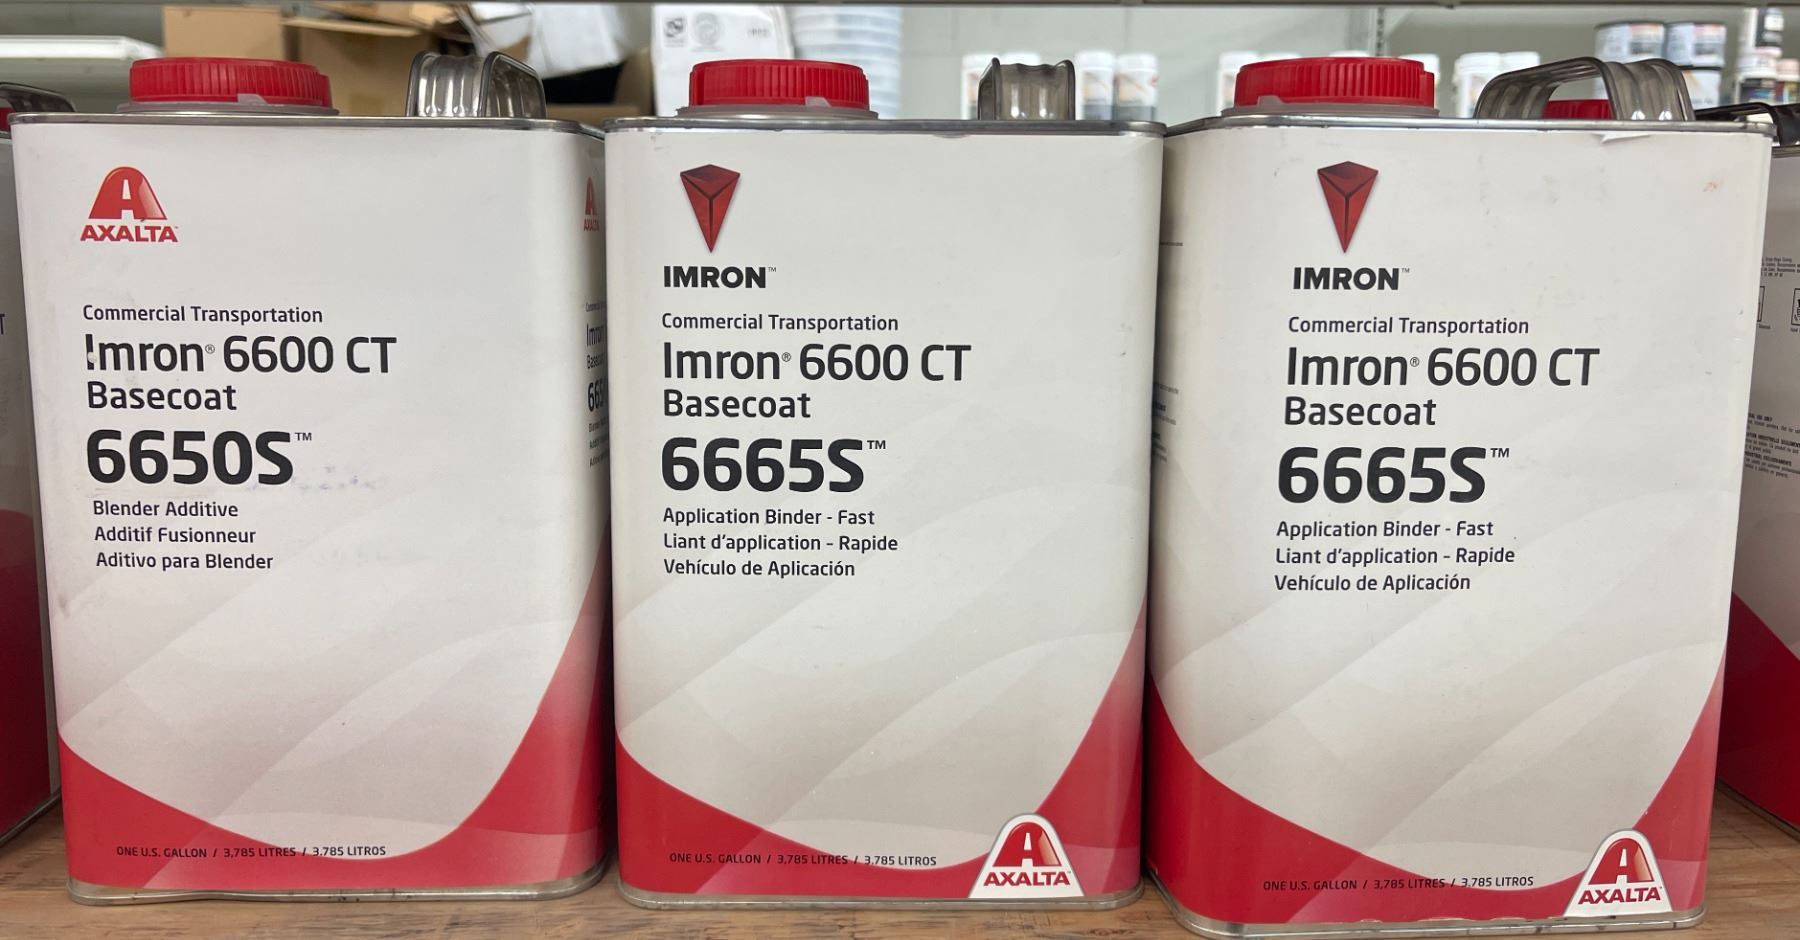 AXALTA
Commercial Transportation
Imron® 6600 CT
Basecoat
6650S™
Blender Additive
Additif Fusionneur
Aditivo para Blender
ONE U.S. GALLON / 3,785 LITRES / 3.785 LITROS
AXALTA
IMRON™
Commercial Transportation
Imron® 6600 CT
Basecoat
6665S™
Application Binder - Fast
Liant d'application - Rapide
Vehículo de Aplicación
ONE U.S. GALLON / 3,785 LITRES / 3.785 LITROS
AXALTA
IMRON™
Commercial Transportation
Imron® 6600 CT
Basecoat
6665S™
Application Binder - Fast
Liant d'application - Rapide
Vehículo de Aplicación
ONE U.S. GALLON / 3,785 LITRES / 3.785 LITROS
AXALTA